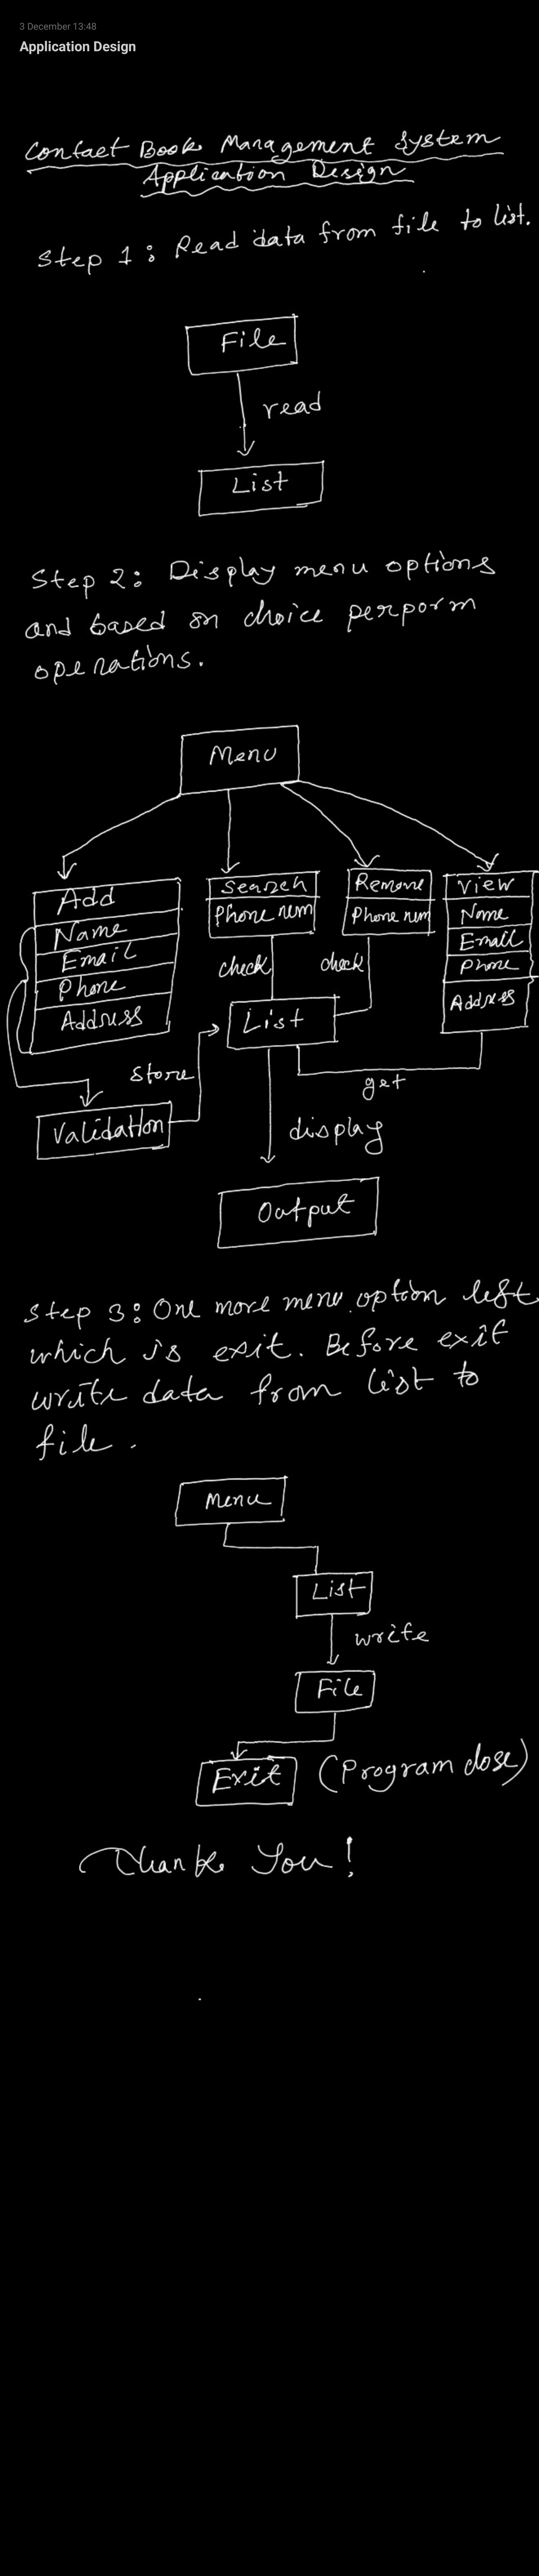 3 December 13:48
Application Design
Contact Book Management System
Application Design
Step 1: Read data from file to list.
File
read
List
Step 2: Display menu options
and based on choice perporm
operations.
Menu
Add
Name
Email
Phone
Address
Search
Phone num
Remove
Phone num
View
Name
Email
Phone
Address
check
check
List
Store
get
Validation
display
Output
Step 3: One more menu option left
which is exit. Before exit
write data from list to
file.
Menu
List
write
File
Exit (Program close)
Thank You!